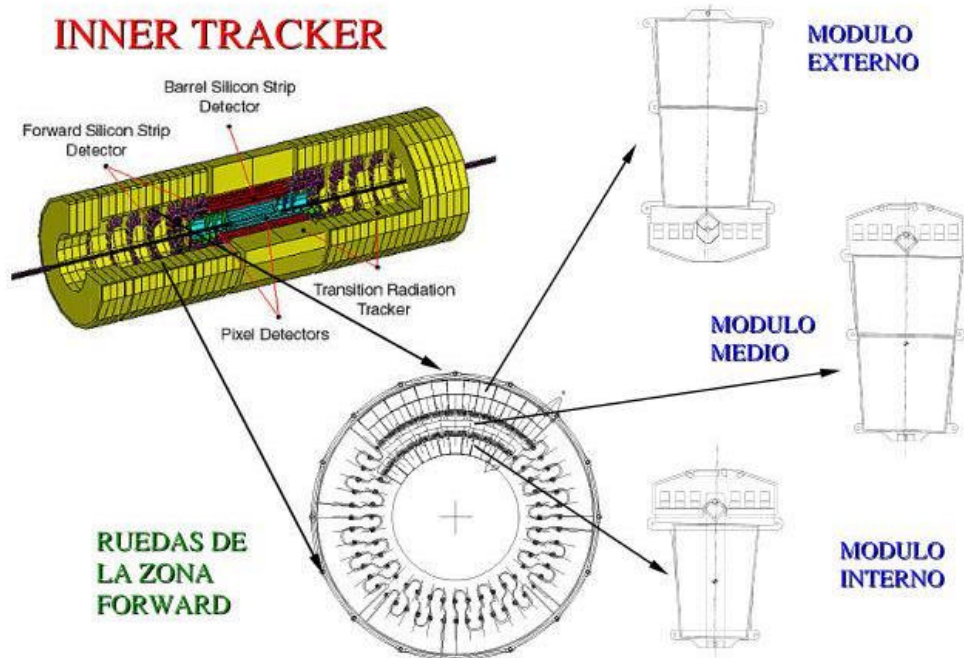 INNER TRACKER
Barrel Silicon Strip
Detector
Forward Silicon Strip
Detector
Transition Radiation
Tracker
Pixel Detectors
MODULO
EXTERNO
MODULO
MEDIO
MODULO
INTERNO
RUEDAS DE
LA ZONA
FORWARD